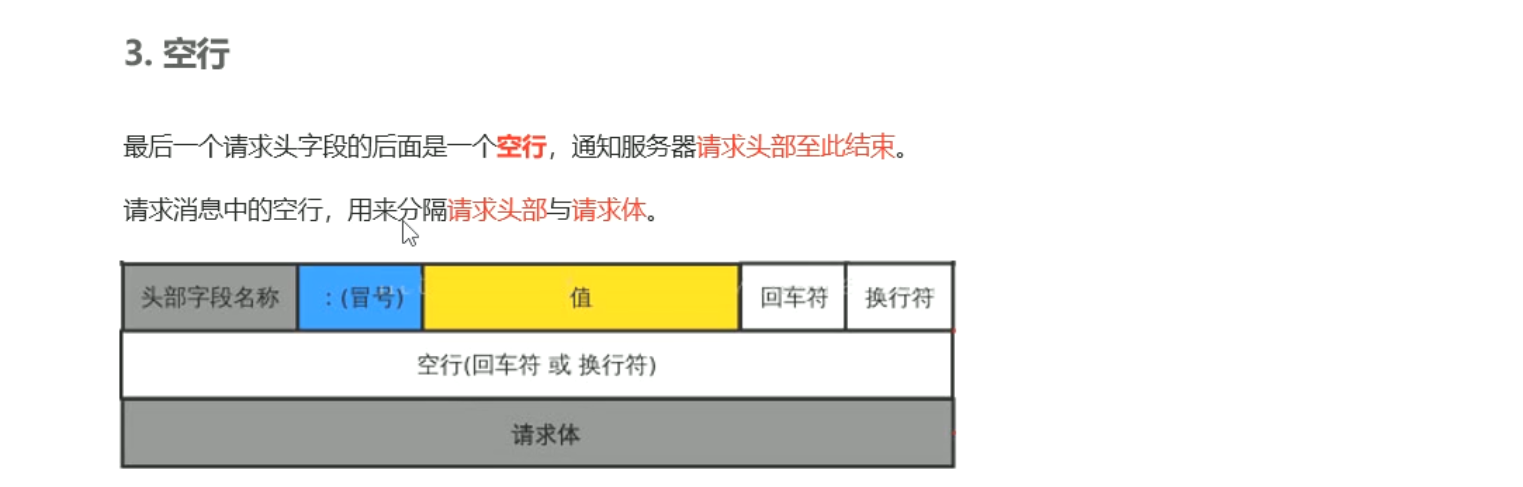 3. 空行
最后一个请求头字段的后面是一个空行，通知服务器请求头部至此结束。
请求消息中的空行，用来分隔请求头部与请求体。
头部字段名称 ：(冒号) 值 回车符 换行符
空行(回车符 或 换行符)
请求体